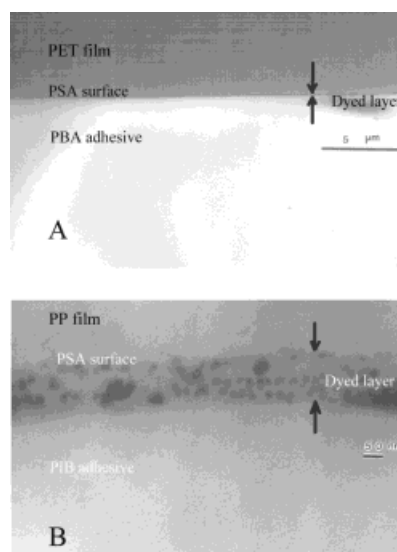 PET film
PSA surface
Dyed layer
PBA adhesive
5 μm
A
PP film
PSA surface
Dyed layer
50
PIB adhesive
B